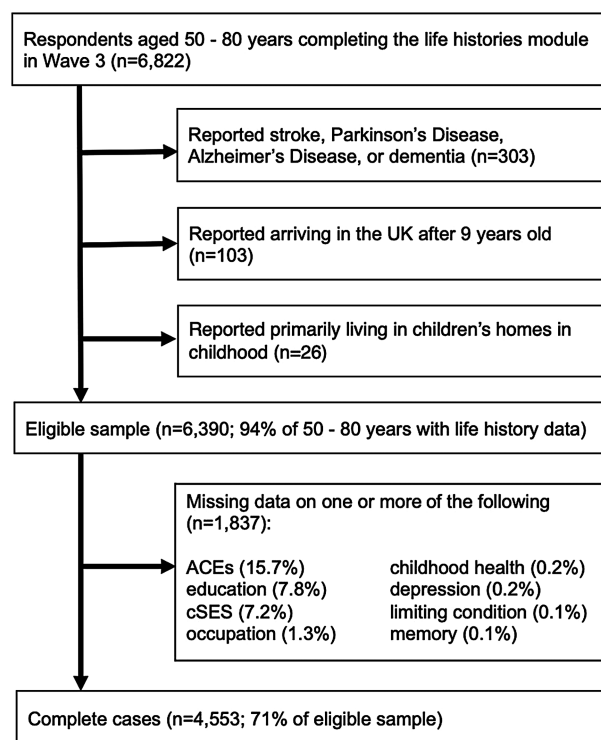 Respondents aged 50 - 80 years completing the life histories module
in Wave 3 (n=6,822)
Reported stroke, Parkinson's Disease,
Alzheimer's Disease, or dementia (n=303)
Reported arriving in the UK after 9 years old
(n=103)
Reported primarily living in children's homes in
childhood (n=26)
Eligible sample (n=6,390; 94% of 50 - 80 years with life history data)
Missing data on one or more of the following
(n=1,837):
ACEs (15.7%) childhood health (0.2%)
education (7.8%) depression (0.2%)
cSES (7.2%) limiting condition (0.1%)
occupation (1.3%) memory (0.1%)
Complete cases (n=4,553; 71% of eligible sample)